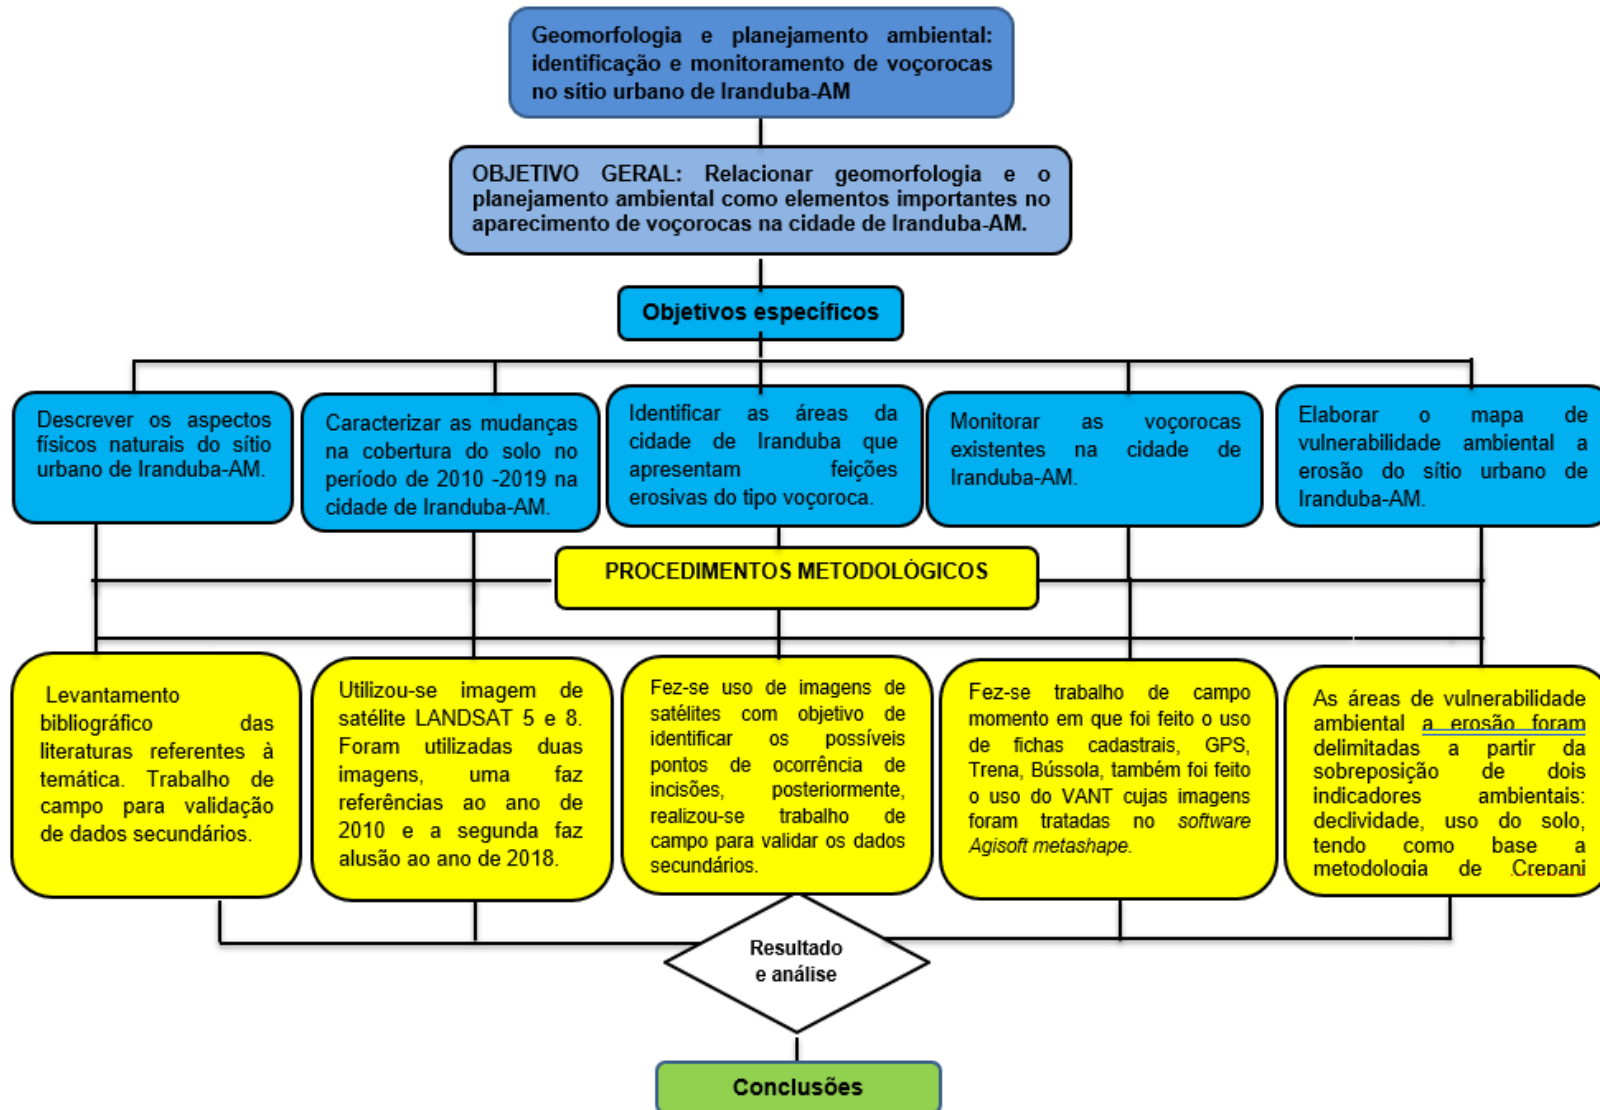 Geomorfologia e planejamento ambiental:
identificação e monitoramento de voçorocas
no sítio urbano de Iranduba-AM
OBJETIVO GERAL: Relacionar geomorfologia e o
planejamento ambiental como elementos importantes no
aparecimento de voçorocas na cidade de Iranduba-AM.
Objetivos específicos
Descrever os aspectos
físicos naturais do sítio
urbano de Iranduba-AM.
Caracterizar as mudanças
na cobertura do solo no
período de 2010 -2019 na
cidade de Iranduba-AM.
Identificar as áreas da
cidade de Iranduba que
apresentam feições
erosivas do tipo voçoroca.
Monitorar as voçorocas
existentes na cidade de
Iranduba-AM.
Elaborar o mapa de
vulnerabilidade ambiental a
erosão do sítio urbano de
Iranduba-AM.
PROCEDIMENTOS METODOLÓGICOS
Levantamento
bibliográfico das
literaturas referentes à
temática. Trabalho de
campo para validação
de dados secundários.
Utilizou-se imagem de
satélite LANDSAT 5 e 8.
Foram utilizadas duas
imagens, uma faz
referências ao ano de
2010 e a segunda faz
alusão ao ano de 2018.
Fez-se uso de imagens de
satélites com objetivo de
identificar os possíveis
pontos de ocorrência de
incisões, posteriormente,
realizou-se trabalho de
campo para validar os dados
secundários.
Fez-se trabalho de campo
momento em que foi feito o uso
de fichas cadastrais, GPS,
Trena, Bússola, também foi feito
o uso do VANT cujas imagens
foram tratadas no software
Agisoft metashape.
As áreas de vulnerabilidade
ambiental a erosão foram
delimitadas a partir da
sobreposição de dois
indicadores ambientais:
declividade, uso do solo,
tendo como base a
metodologia de Crepani
Resultado
e análise
Conclusões